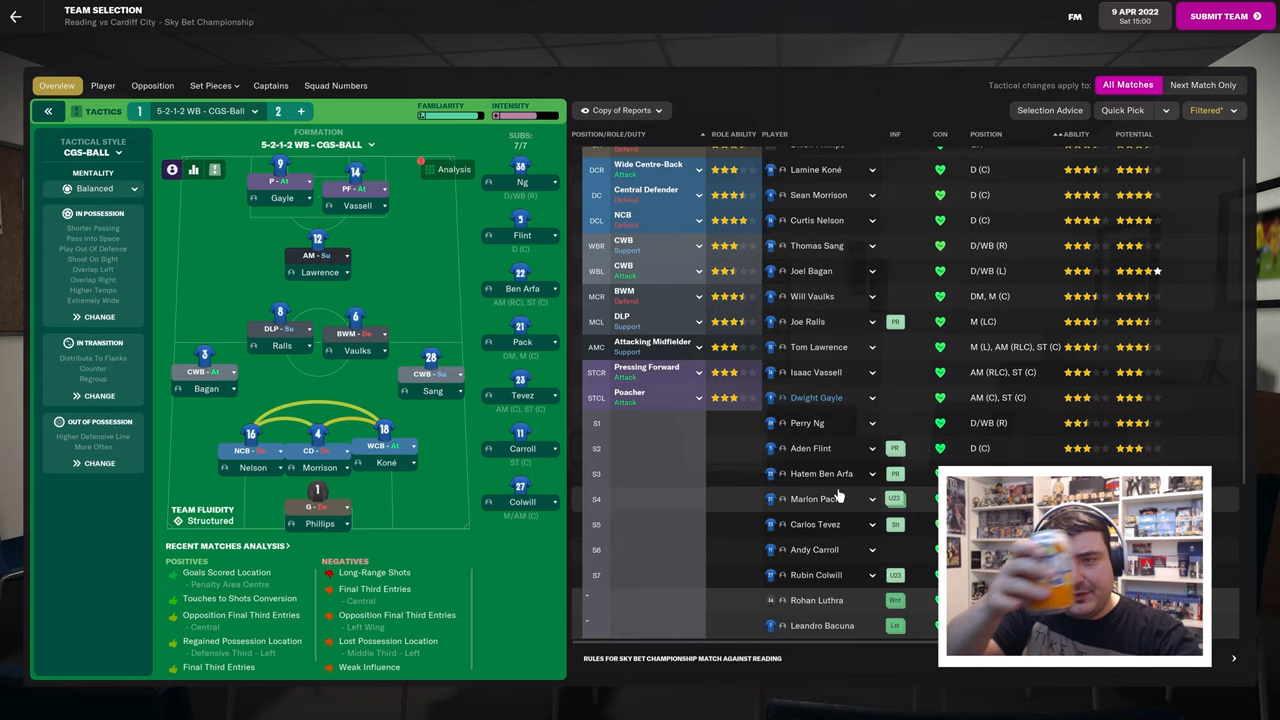 TEAM SELECTION
Reading vs Cardiff City - Sky Bet Championship
FM
9 APR 2022
Sat 15:00
SUBMIT TEAM
Overview Player Opposition Set Pieces Captains Squad Numbers
Tactical changes apply to: All Matches Next Match Only
TACTICS 1 5-2-1-2 WB - CGS-Ball 2 +
FAMILIARITY
INTENSITY
Copy of Reports
Selection Advice Quick Pick Filtered*
TACTICAL STYLE
CGS-BALL
MENTALITY
Balanced
IN POSSESSION
Shorter Passing
Pass Into Space
Play Out Of Defence
Shoot On Sight
Overlap Left
Overlap Right
Higher Tempo
Extremely Wide
CHANGE
IN TRANSITION
Distribute To Flanks
Counter
Regroup
CHANGE
OUT OF POSSESSION
Higher Defensive Line
More Often
CHANGE
FORMATION
5-2-1-2 WB - CGS-BALL
Analysis
9
P - At
Gayle
14
PF - At
Vassell
12
AM - Su
Lawrence
8
DLP - Su
Ralls
6
BWM - De
Vaulks
3
CWB - At
Bagan
28
CWB - Su
Sang
16
NCB - De
Nelson
4
CD - De
Morrison
18
WCB - At
Koné
1
G - De
Phillips
TEAM FLUIDITY
Structured
SUBS:
7/7
38
Ng
D/WB (R)
5
Flint
D (C)
22
Ben Arfa
AM (RC), ST (C)
21
Pack
DM, M (C)
23
Tevez
AM (C), ST (C)
11
Carroll
ST (C)
27
Colwill
M/AM (C)
RECENT MATCHES ANALYSIS
POSITIVES
Goals Scored Location
- Penalty Area Centre
Touches to Shots Conversion
Opposition Final Third Entries
- Central
Regained Possession Location
- Defensive Third - Left
Final Third Entries
NEGATIVES
Long-Range Shots
Final Third Entries
- Central
Opposition Final Third Entries
- Left Wing
Lost Possession Location
- Middle Third - Left
Weak Influence
POSITION/ROLE/DUTY ROLE ABILITY PLAYER INF CON POSITION ABILITY POTENTIAL
Defend
DCR Wide Centre-Back Attack Lamine Koné D (C)
DC Central Defender Defend Sean Morrison D (C)
DCL NCB Defend Curtis Nelson D (C)
WBR CWB Support Thomas Sang D/WB (R)
WBL CWB Attack Joel Bagan D/WB (L)
MCR BWM Defend Will Vaulks DM, M (C)
MCL DLP Support Joe Ralls PR M (LC)
AMC Attacking Midfielder Support Tom Lawrence M (L), AM (RLC), ST (C)
STCR Pressing Forward Attack Isaac Vassell AM (RLC), ST (C)
STCL Poacher Attack Dwight Gayle AM (C), ST (C)
S1 Perry Ng D/WB (R)
S2 Aden Flint PR D (C)
S3 Hatem Ben Arfa PR
S4 Marlon Pack U23
S5 Carlos Tevez Slt
S6 Andy Carroll
S7 Rubin Colwill U23
- Rohan Luthra Wnt
- Leandro Bacuna Lst
RULES FOR SKY BET CHAMPIONSHIP MATCH AGAINST READING